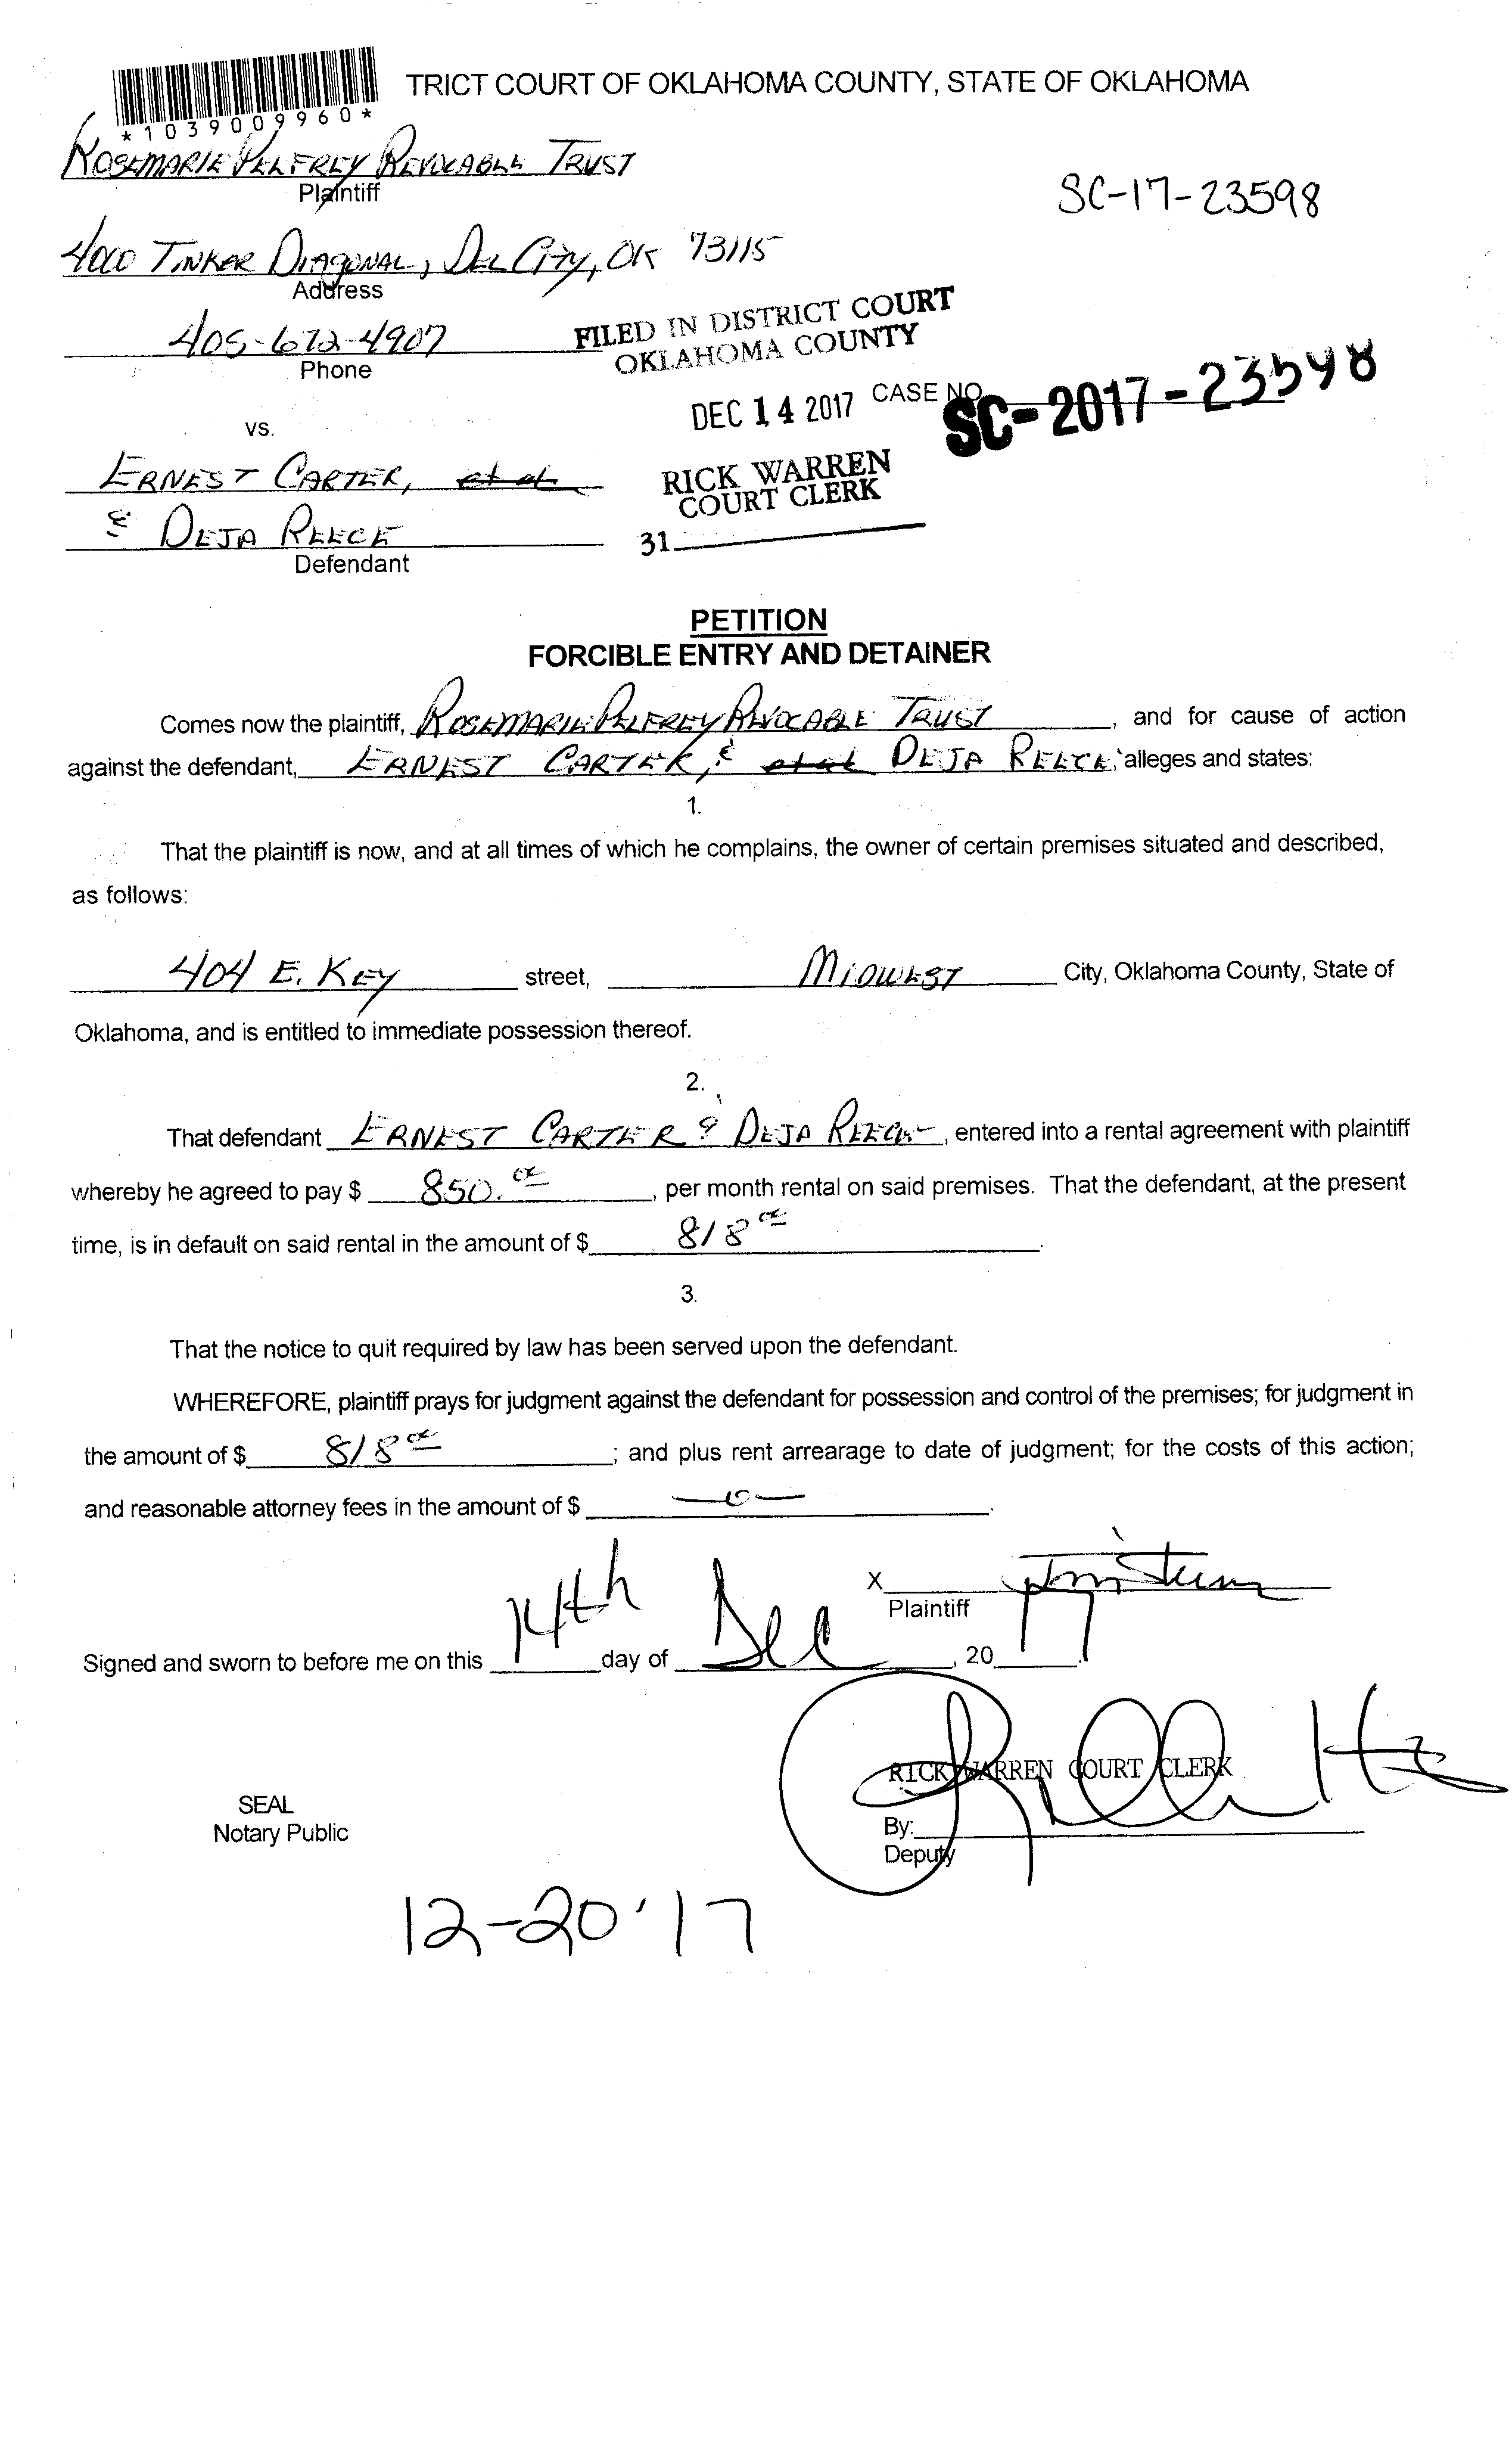 TRICT COURT OF OKLAHOMA COUNTY, STATE OF OKLAHOMA
*1039009960*
ROSEMARIE PELFREY REVOCABLE TRUST
Plaintiff
SC-17-23598
4000 TINKER DIAGONAL, DEL CITY, OK 73115
Address
405-672-4907
Phone
FILED IN DISTRICT COURT
OKLAHOMA COUNTY
DEC 14 2017 CASE NO. SC-2017-23598
vs.
RICK WARREN
COURT CLERK
31
ERNEST CARTER, et al
& DEJA REECE
Defendant
PETITION
FORCIBLE ENTRY AND DETAINER
Comes now the plaintiff, ROSEMARIE PELFREY REVOCABLE TRUST, and for cause of action
against the defendant, ERNEST CARTER, & et al DEJA REECE, alleges and states:
1.
That the plaintiff is now, and at all times of which he complains, the owner of certain premises situated and described,
as follows:
404 E. KEY street, MIDWEST City, Oklahoma County, State of
Oklahoma, and is entitled to immediate possession thereof.
2.
That defendant ERNEST CARTER & DEJA REECE, entered into a rental agreement with plaintiff
whereby he agreed to pay $ 850.00, per month rental on said premises. That the defendant, at the present
time, is in default on said rental in the amount of $ 818 00.
3.
That the notice to quit required by law has been served upon the defendant.
WHEREFORE, plaintiff prays for judgment against the defendant for possession and control of the premises; for judgment in
the amount of $ 818 00; and plus rent arrearage to date of judgment; for the costs of this action;
and reasonable attorney fees in the amount of $ -0-.
X
Plaintiff
Signed and sworn to before me on this 14th day of Dec, 2017.
RICK WARREN COURT CLERK
SEAL
Notary Public
By:
Deputy
12-20'17